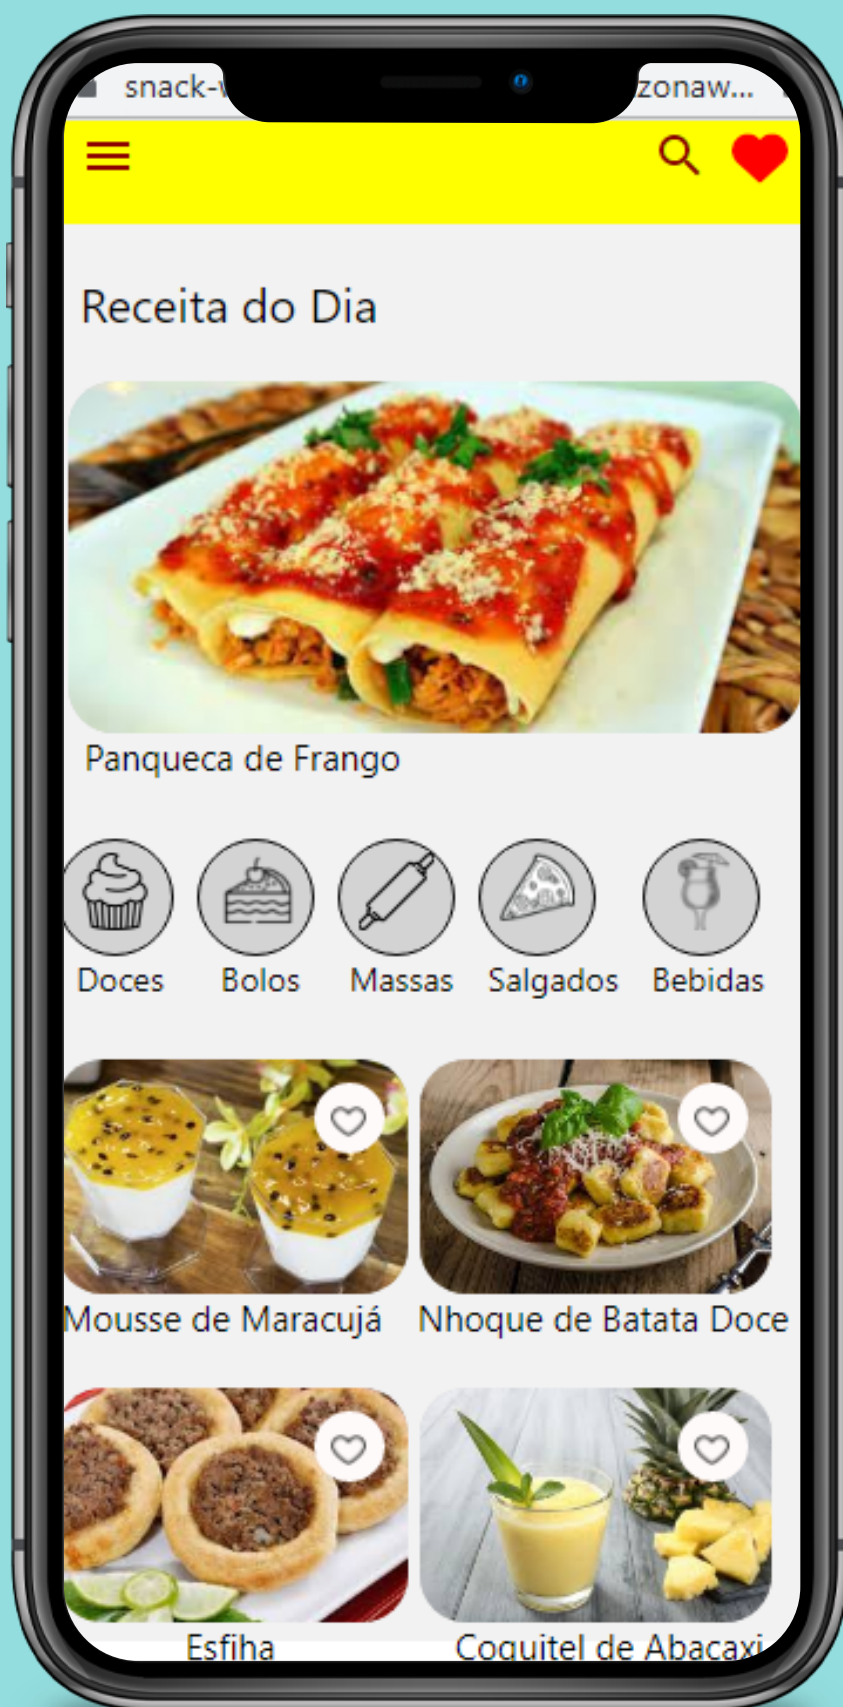 snack-
zonaw...
Receita do Dia
Panqueca de Frango
Doces Bolos Massas Salgados Bebidas
Mousse de Maracujá Nhoque de Batata Doce
Esfiha Coquitel de Abacaxi